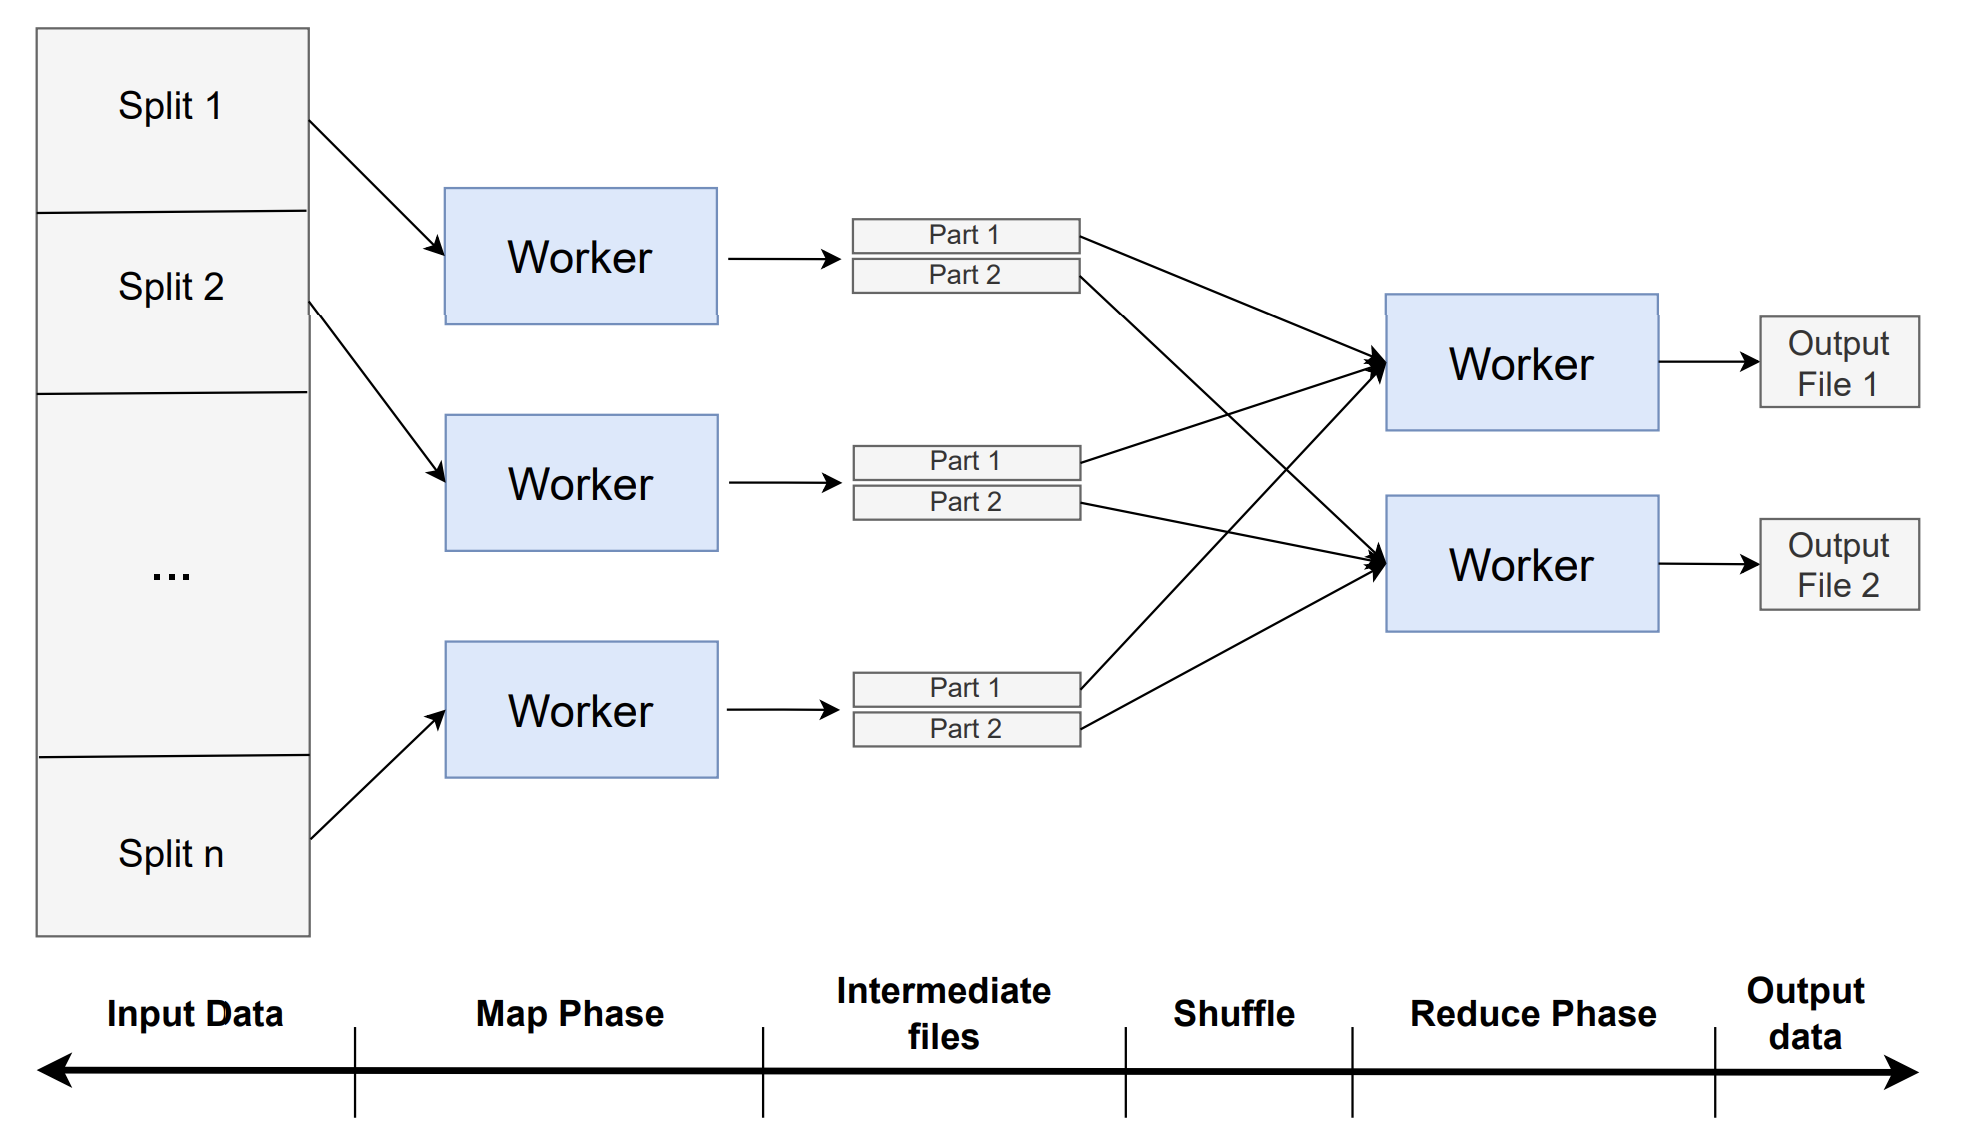 Split 1
Split 2
...
Split n
Worker
Worker
Worker
Part 1
Part 2
Part 1
Part 2
Part 1
Part 2
Worker
Worker
Output
File 1
Output
File 2
Input Data
Map Phase
Intermediate
files
Shuffle
Reduce Phase
Output
data